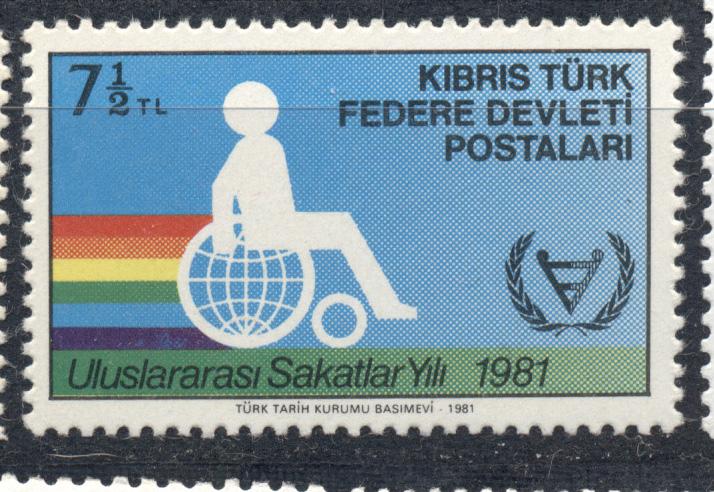 7 1/2 TL
KIBRIS TÜRK
FEDERE DEVLETİ
POSTALARI
Uluslararası Sakatlar Yılı 1981
TÜRK TARİH KURUMU BASIMEVİ - 1981